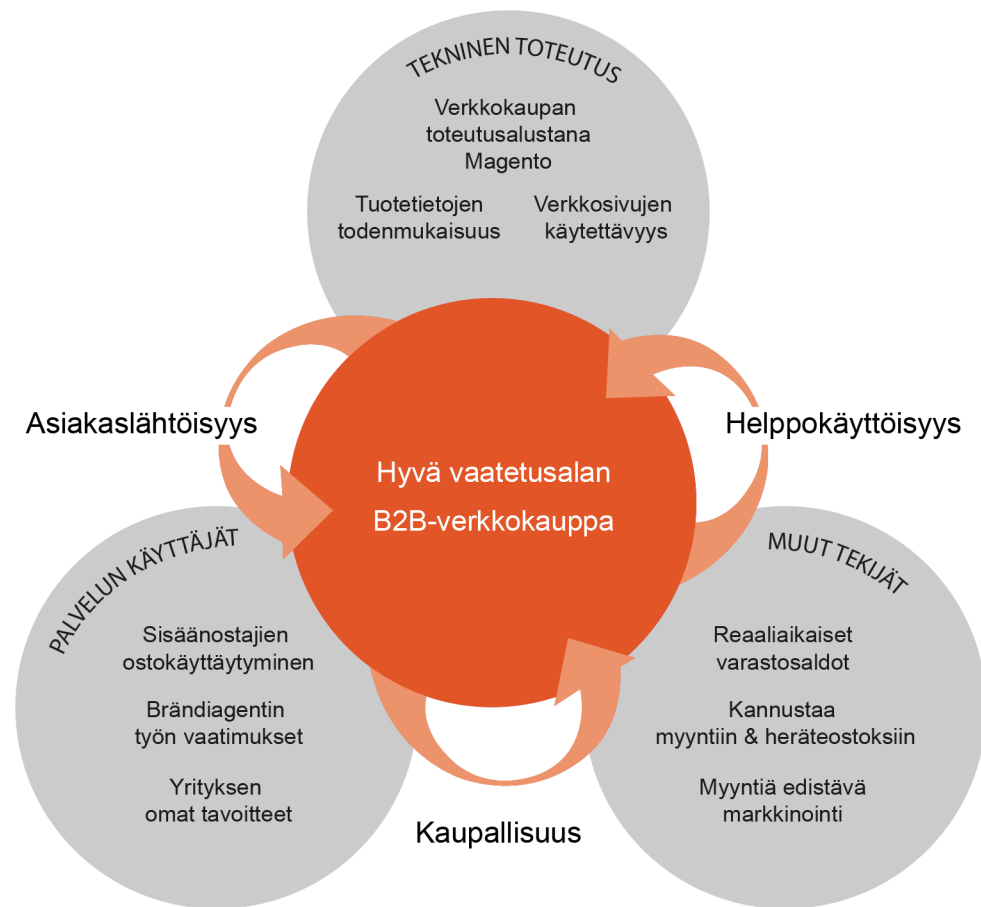 TEKNINEN TOTEUTUS
Verkkokaupan
toteutusalustana
Magento
Tuotetietojen
todenmukaisuus
Verkkosivujen
käytettävyys
Asiakaslähtöisyys
Helppokäyttöisyys
Hyvä vaatetusalan
B2B-verkkokauppa
PALVELUN KÄYTTÄJÄT
Sisäänostajien
ostokäyttäytyminen
Brändiagentin
työn vaatimukset
Yrityksen
omat tavoitteet
MUUT TEKIJÄT
Reaaliaikaiset
varastosaldot
Kannustaa
myyntiin & heräteostoksiin
Myyntiä edistävä
markkinointi
Kaupallisuus